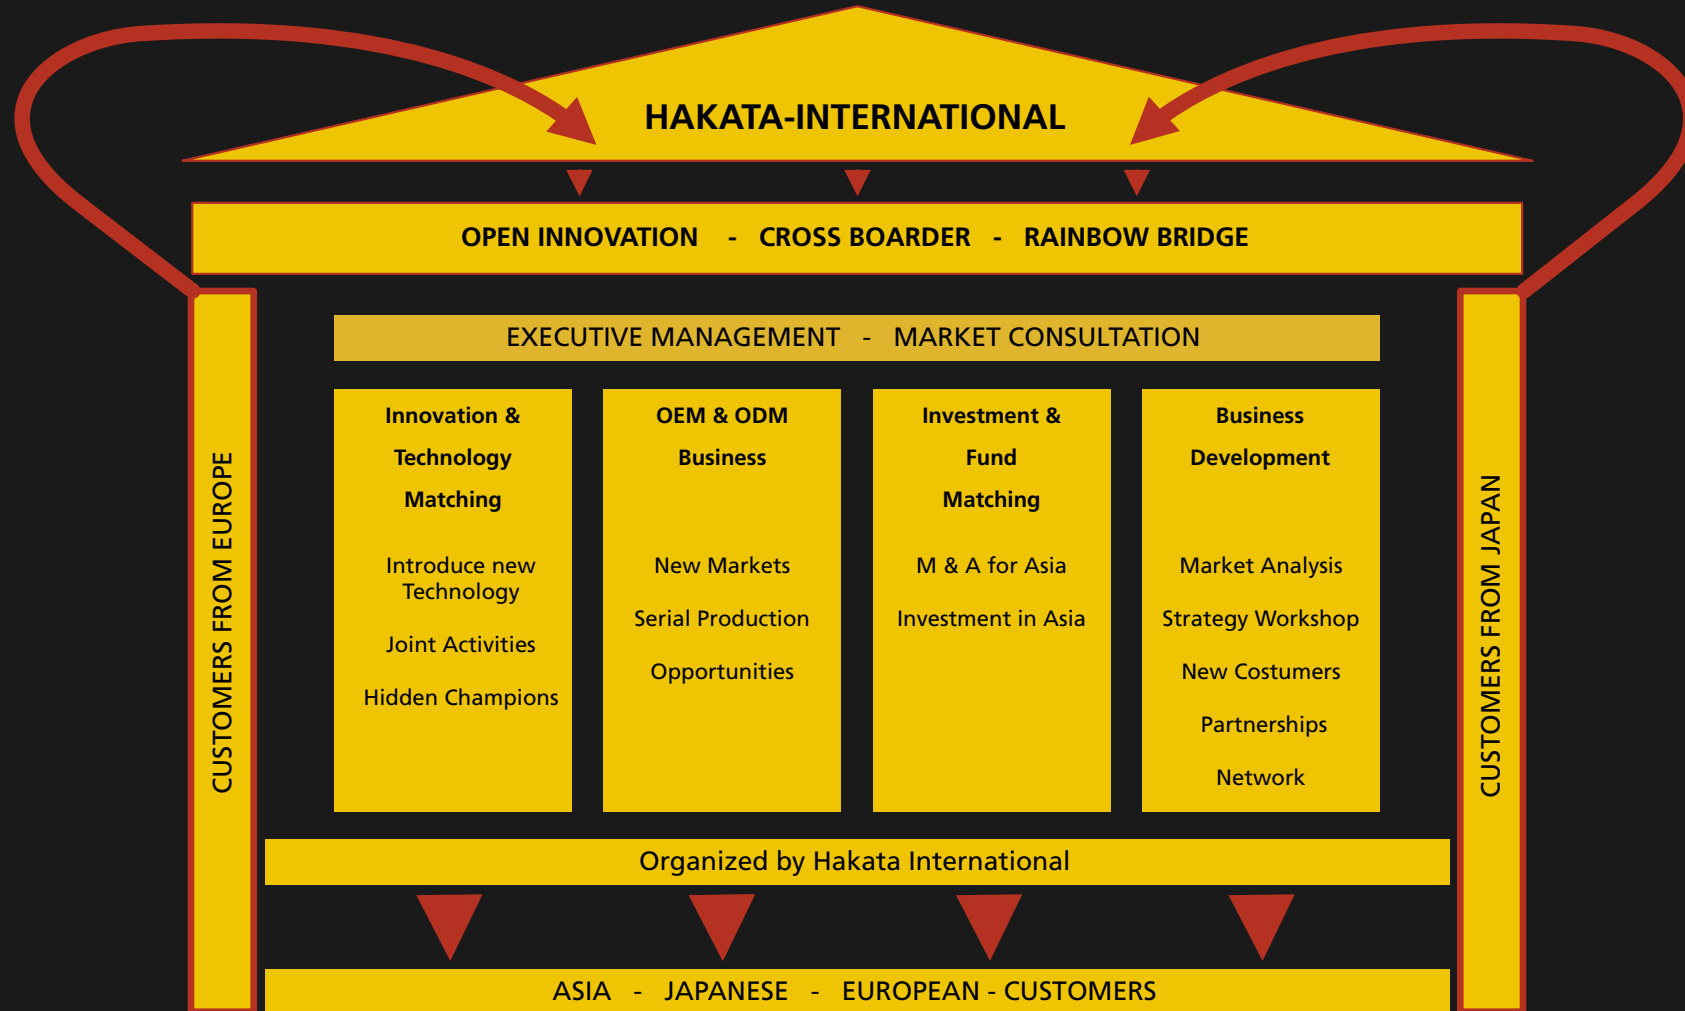 HAKATA-INTERNATIONAL
OPEN INNOVATION - CROSS BOARDER - RAINBOW BRIDGE
EXECUTIVE MANAGEMENT - MARKET CONSULTATION
CUSTOMERS FROM EUROPE
Innovation &
Technology
Matching
Introduce new
Technology
Joint Activities
Hidden Champions
OEM & ODM
Business
New Markets
Serial Production
Opportunities
Investment &
Fund
Matching
M & A for Asia
Investment in Asia
Business
Development
Market Analysis
Strategy Workshop
New Costumers
Partnerships
Network
CUSTOMERS FROM JAPAN
Organized by Hakata International
ASIA - JAPANESE - EUROPEAN - CUSTOMERS